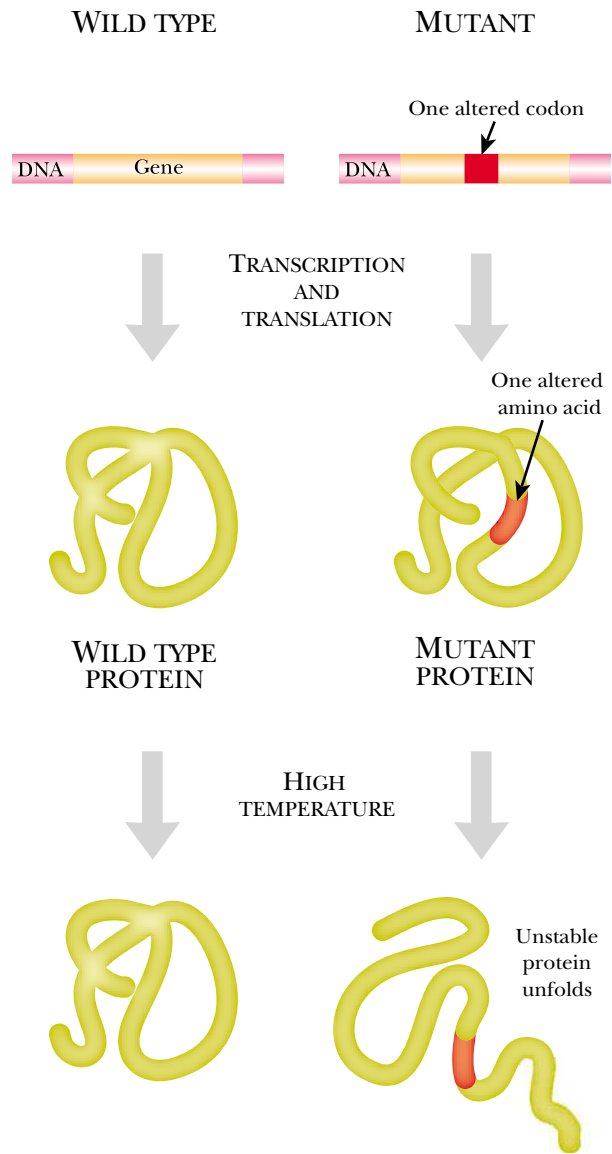 WILD TYPE
MUTANT
One altered codon
DNA
Gene
DNA
TRANSCRIPTION
AND
TRANSLATION
One altered
amino acid
WILD TYPE
PROTEIN
MUTANT
PROTEIN
HIGH
TEMPERATURE
Unstable
protein
unfolds